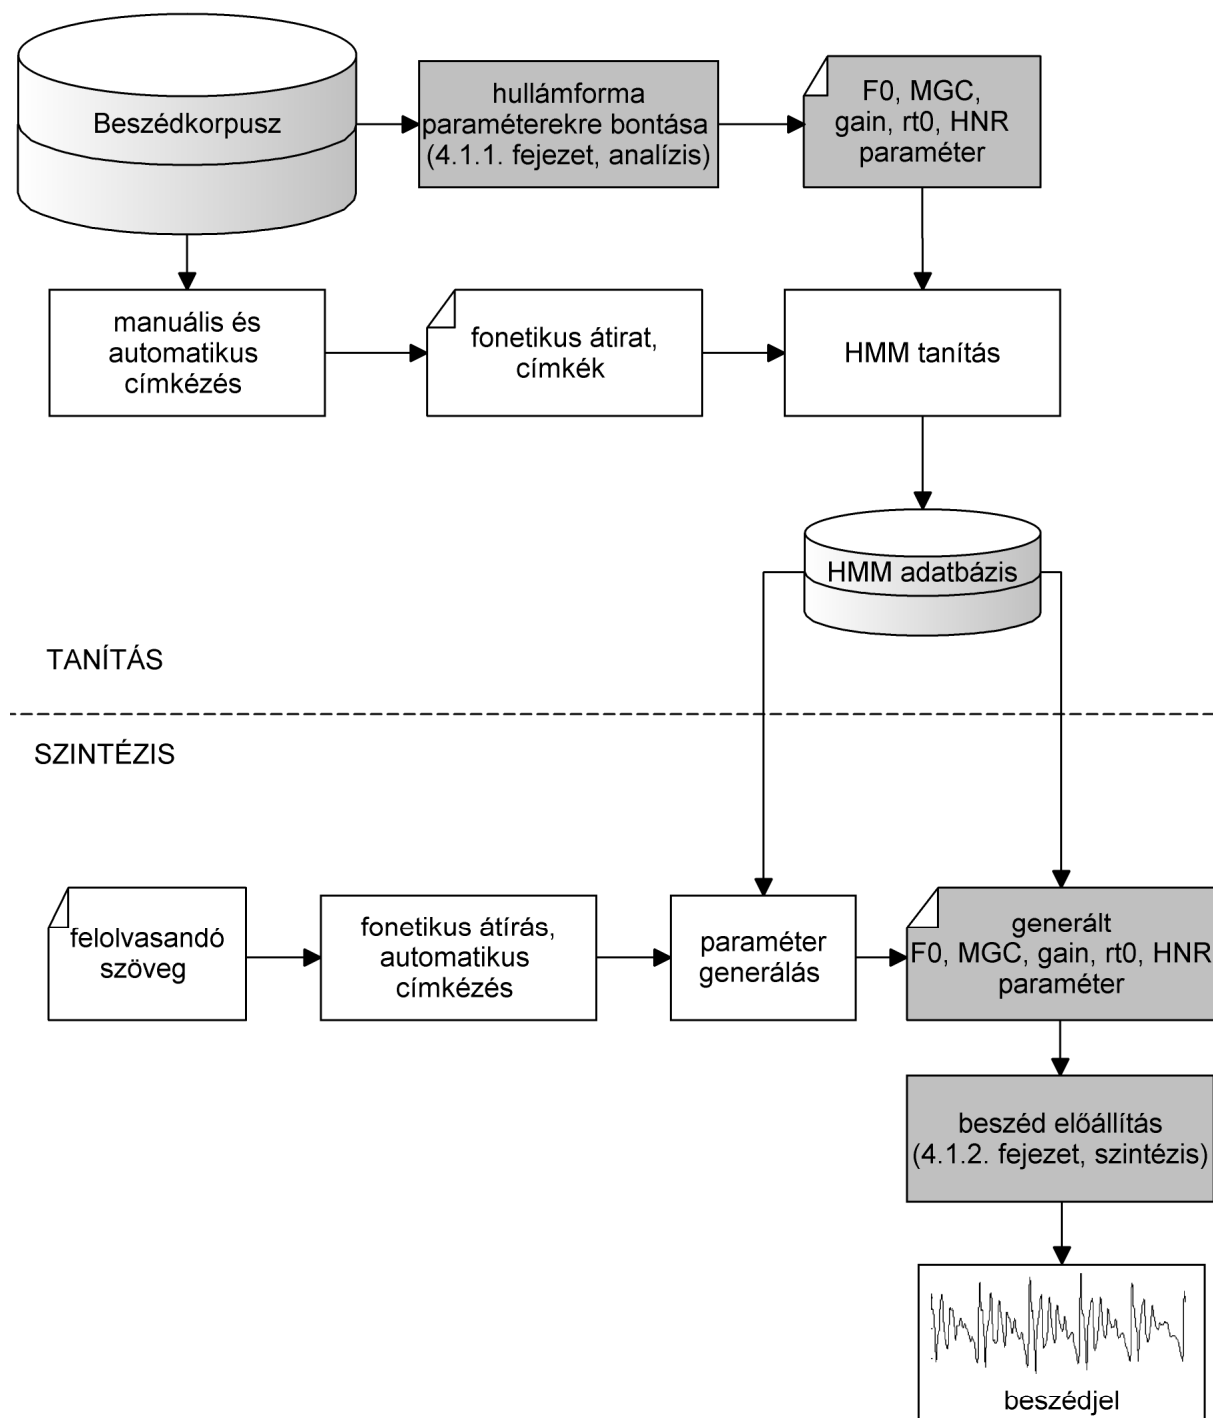 Beszédkorpusz
hullámforma
paraméterekre bontása
(4.1.1. fejezet, analízis)
F0, MGC,
gain, rt0, HNR
paraméter
manuális és
automatikus
címkézés
fonetikus átirat,
címkék
HMM tanítás
HMM adatbázis
TANÍTÁS
SZINTÉZIS
felolvasandó
szöveg
fonetikus átírás,
automatikus
címkézés
paraméter
generálás
generált
F0, MGC, gain, rt0, HNR
paraméter
beszéd előállítás
(4.1.2. fejezet, szintézis)
beszédjel